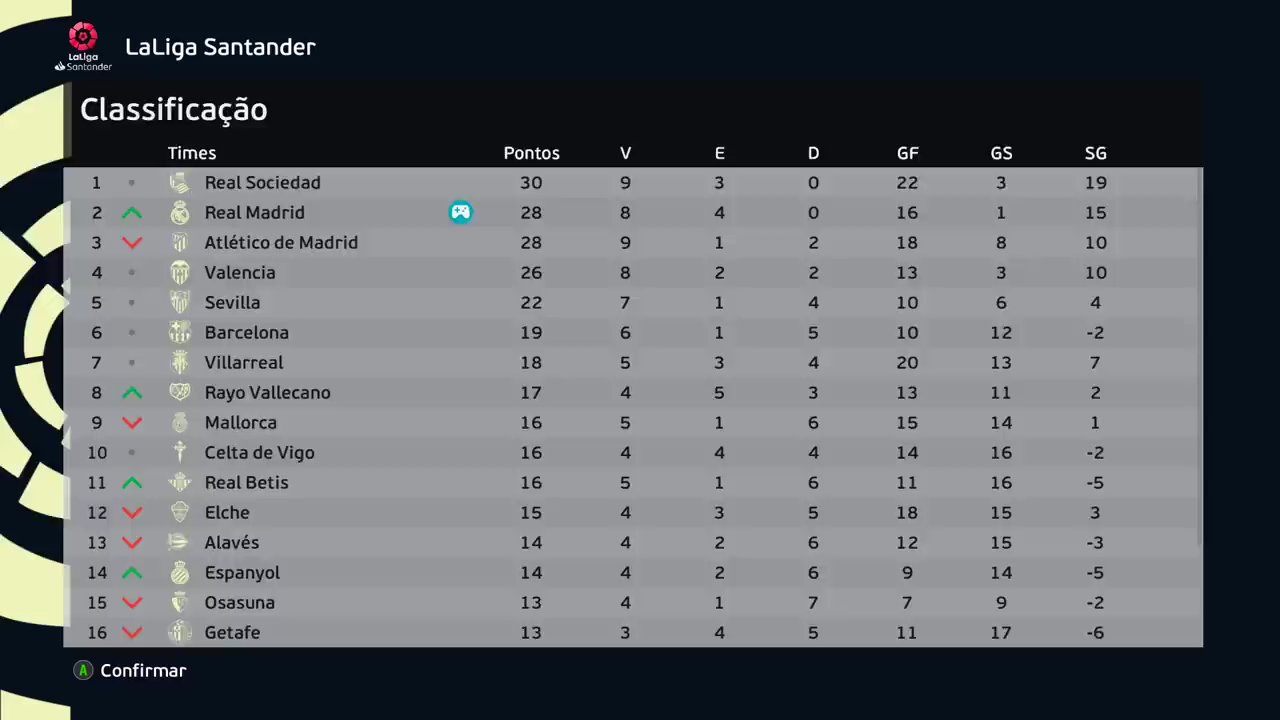 LaLiga
Santander
LaLiga Santander
Classificação
Times Pontos V E D GF GS SG
1 Real Sociedad 30 9 3 0 22 3 19
2 Real Madrid 28 8 4 0 16 1 15
3 Atlético de Madrid 28 9 1 2 18 8 10
4 Valencia 26 8 2 2 13 3 10
5 Sevilla 22 7 1 4 10 6 4
6 Barcelona 19 6 1 5 10 12 -2
7 Villarreal 18 5 3 4 20 13 7
8 Rayo Vallecano 17 4 5 3 13 11 2
9 Mallorca 16 5 1 6 15 14 1
10 Celta de Vigo 16 4 4 4 14 16 -2
11 Real Betis 16 5 1 6 11 16 -5
12 Elche 15 4 3 5 18 15 3
13 Alavés 14 4 2 6 12 15 -3
14 Espanyol 14 4 2 6 9 14 -5
15 Osasuna 13 4 1 7 7 9 -2
16 Getafe 13 3 4 5 11 17 -6
A Confirmar